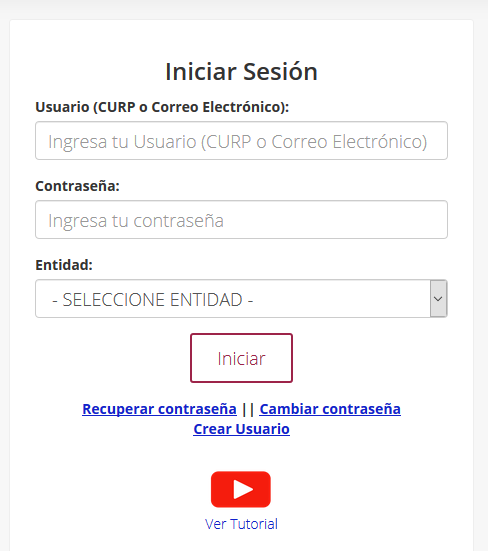 Iniciar Sesión
Usuario (CURP o Correo Electrónico):
Ingresa tu Usuario (CURP o Correo Electrónico)
Contraseña:
Ingresa tu contraseña
Entidad:
- SELECCIONE ENTIDAD -
Iniciar
Recuperar contraseña || Cambiar contraseña
Crear Usuario
Ver Tutorial